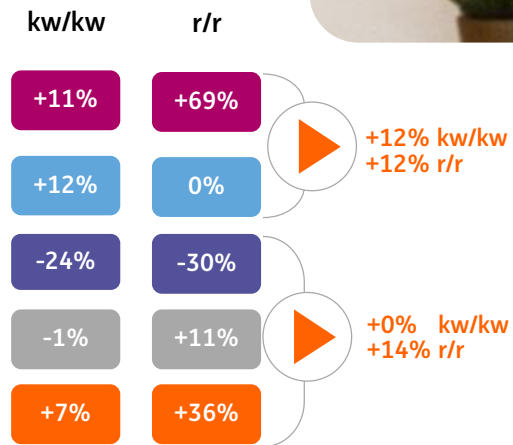 kw/kw r/r
+11% +69%
+12% kw/kw
+12% r/r
+12% 0%
-24% -30%
+0% kw/kw
-1% +11%
+14% r/r
+7% +36%